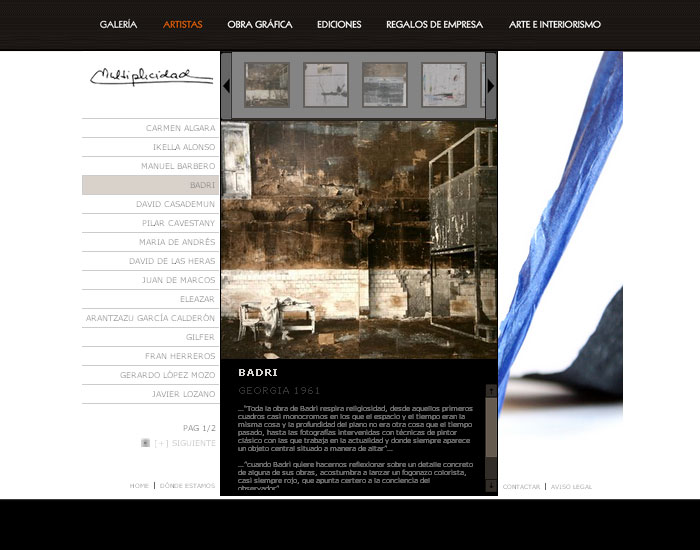 GALERÍA ARTISTAS OBRA GRÁFICA EDICIONES REGALOS DE EMPRESA ARTE E INTERIORISMO
Multiplicidad
CARMEN ALGARA
IKELLA ALONSO
MANUEL BARBERO
BADRI
DAVID CASADEMUN
PILAR CAVESTANY
MARIA DE ANDRÈS
DAVID DE LAS HERAS
JUAN DE MARCOS
ELEAZAR
ARANTZAZU GARCÍA CALDERÒN
GILFER
FRAN HERREROS
GERARDO LÒPEZ MOZO
JAVIER LOZANO
PAG 1/2
[+] SIGUIENTE
HOME | DÓNDE ESTAMOS
BADRI
GEORGIA 1961
..."Toda la obra de Badri respira religiosidad, desde aquellos primeros
cuadros casi monocromos en los que el espacio y el tiempo eran la
misma cosa y la profundidad del plano no era otra cosa que el tiempo
pasado, hasta las fotografías intervenidas con técnicas de pintor
clásico con las que trabaja en la actualidad y donde siempre aparece
un objeto central situado a manera de altar"...
..."cuando Badri quiere hacernos reflexionar sobre un detalle concreto
de alguna de sus obras, acostumbra a lanzar un fogonazo colorista,
casi siempre rojo, que apunta certero a la conciencia del
observador"
CONTACTAR | AVISO LEGAL